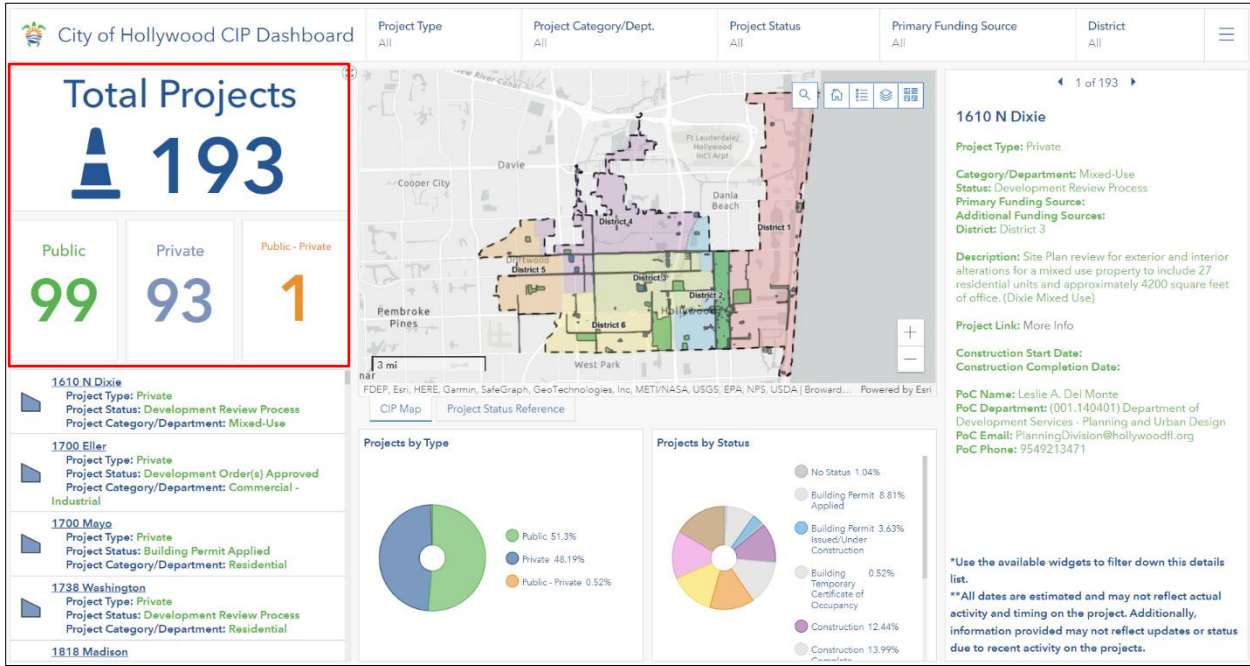 City of Hollywood CIP Dashboard
Project Type
All
Project Category/Dept.
All
Project Status
All
Primary Funding Source
All
District
All
Total Projects
193
Public
99
Private
93
Public - Private
1
1610 N Dixie
Project Type: Private
Project Status: Development Review Process
Project Category/Department: Mixed-Use
1700 Eller
Project Type: Private
Project Status: Development Order(s) Approved
Project Category/Department: Commercial -
Industrial
1700 Mayo
Project Type: Private
Project Status: Building Permit Applied
Project Category/Department: Residential
1738 Washington
Project Type: Private
Project Status: Development Review Process
Project Category/Department: Residential
1818 Madison
New River Canal
Ft Lauderdale/
Hollywood
Int'l Arpt
Davie
Cooper City
Dania
Beach
District 4
District 1
Driftwood
District 5
District 3
District 2
Hollywood
Pembroke
Pines
District 6
West Park
3 mi
FDEP, Esri, HERE, Garmin, SafeGraph, GeoTechnologies, Inc, METI/NASA, USGS, EPA, NPS, USDA | Broward... Powered by Esri
CIP Map
Project Status Reference
Projects by Type
Public 51.3%
Private 48.19%
Public - Private 0.52%
Projects by Status
No Status 1.04%
Building Permit 8.81%
Applied
Building Permit 3.63%
Issued/Under
Construction
Building 0.52%
Temporary
Certificate of
Occupancy
Construction 12.44%
Construction 13.99%
Complete
1 of 193
1610 N Dixie
Project Type: Private
Category/Department: Mixed-Use
Status: Development Review Process
Primary Funding Source:
Additional Funding Sources:
District: District 3
Description: Site Plan review for exterior and interior
alterations for a mixed use property to include 27
residential units and approximately 4200 square feet
of office. (Dixie Mixed Use)
Project Link: More Info
Construction Start Date:
Construction Completion Date:
PoC Name: Leslie A. Del Monte
PoC Department: (001.140401) Department of
Development Services - Planning and Urban Design
PoC Email: PlanningDivision@hollywoodfl.org
PoC Phone: 9549213471
*Use the available widgets to filter down this details
list.
**All dates are estimated and may not reflect actual
activity and timing on the project. Additionally,
information provided may not reflect updates or status
due to recent activity on the projects.